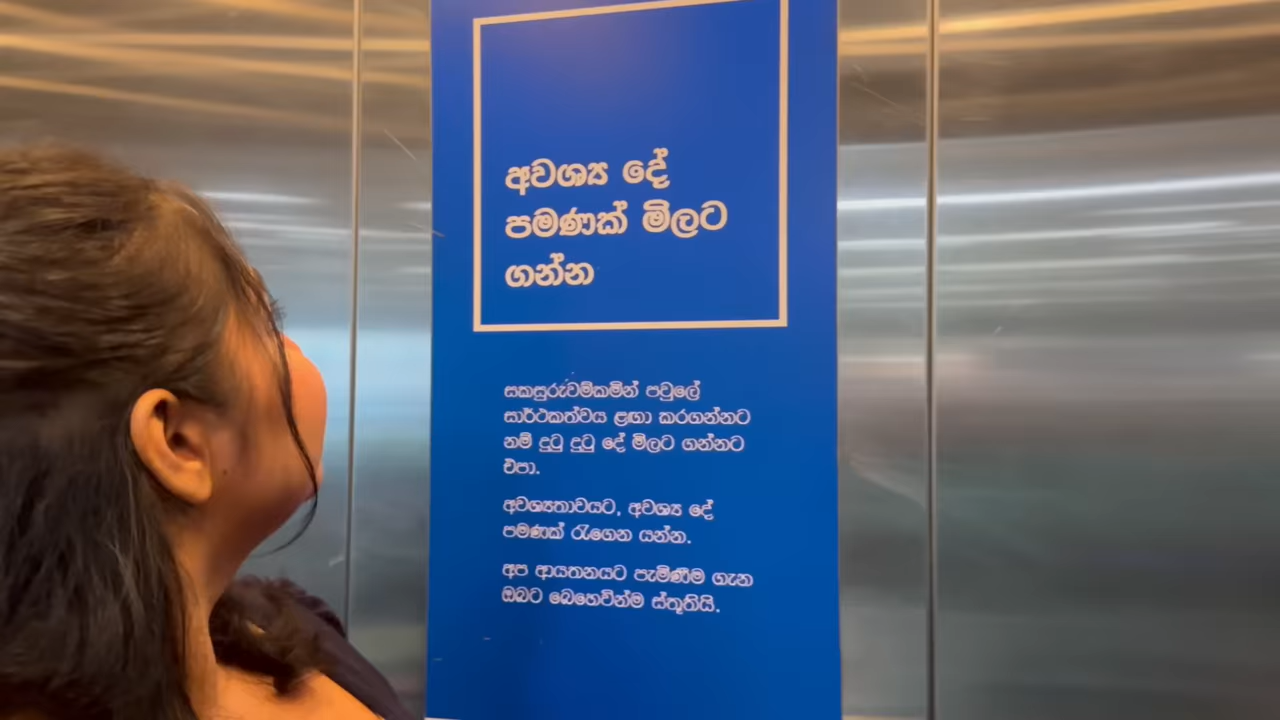 අවශ්‍ය දේ
පමණක් මිලට
ගන්න
සකසුරුවම්කමින් පවුලේ
සාර්ථකත්වය ළඟා කරගන්නට
නම් දුටු දුටු දේ මිලට ගන්නට
එපා.
අවශ්‍යතාවයට, අවශ්‍ය දේ
පමණක් රැගෙන යන්න.
අප ආයතනයට පැමිණීම ගැන
ඔබට බෙහෙවින්ම ස්තූතියි.